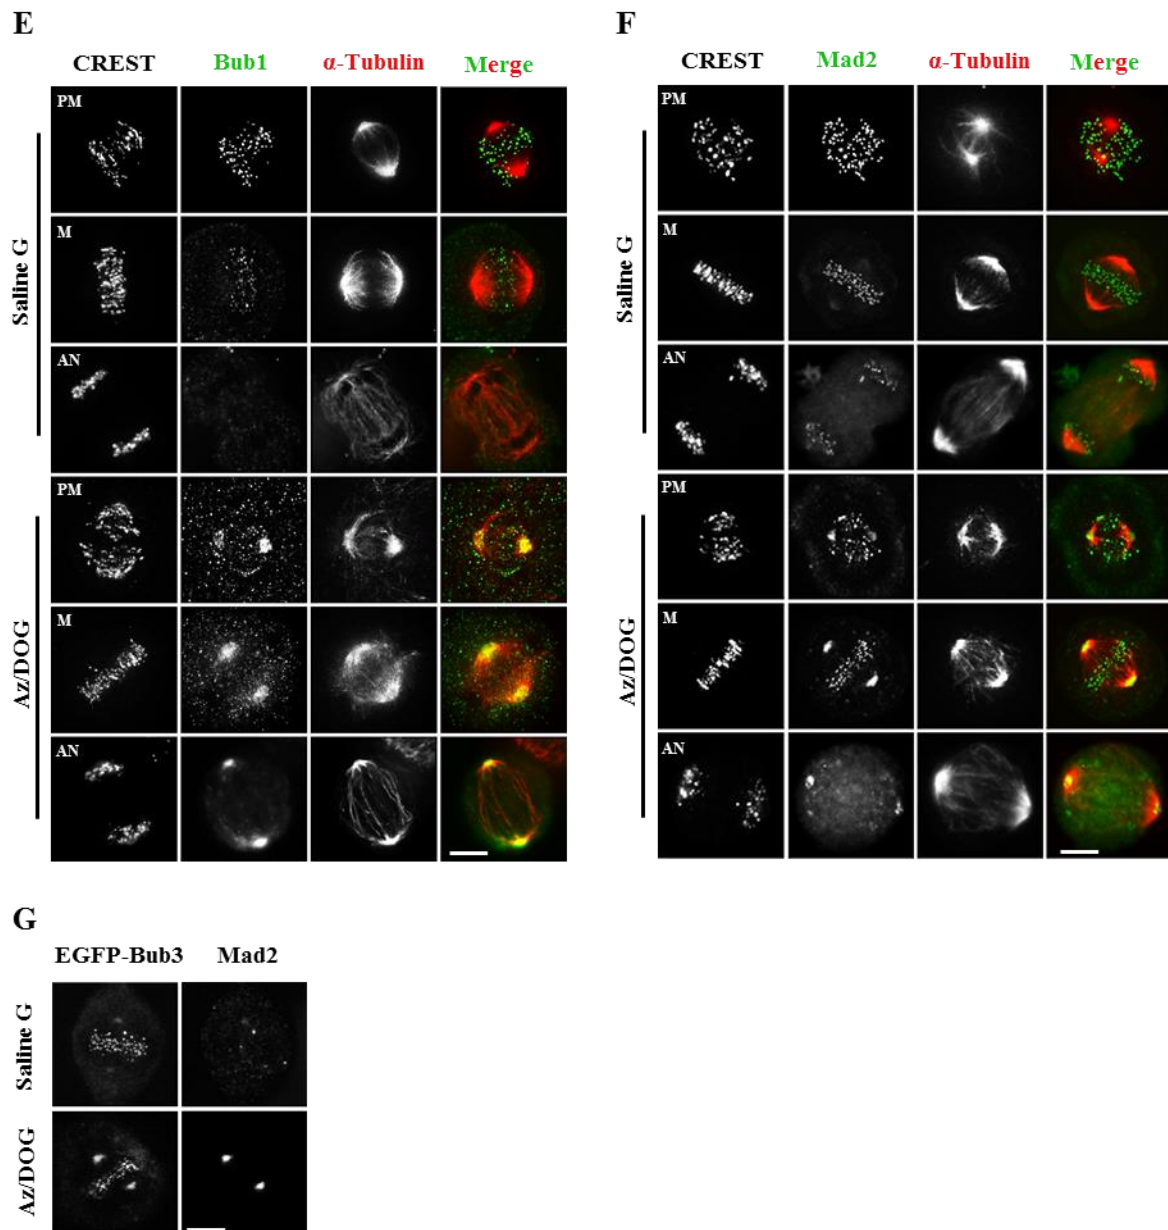 E
CREST Bub1 α-Tubulin Merge
Saline G
PM
M
AN
Az/DOG
PM
M
AN
F
CREST Mad2 α-Tubulin Merge
Saline G
PM
M
AN
Az/DOG
PM
M
AN
G
EGFP-Bub3 Mad2
Saline G
Az/DOG